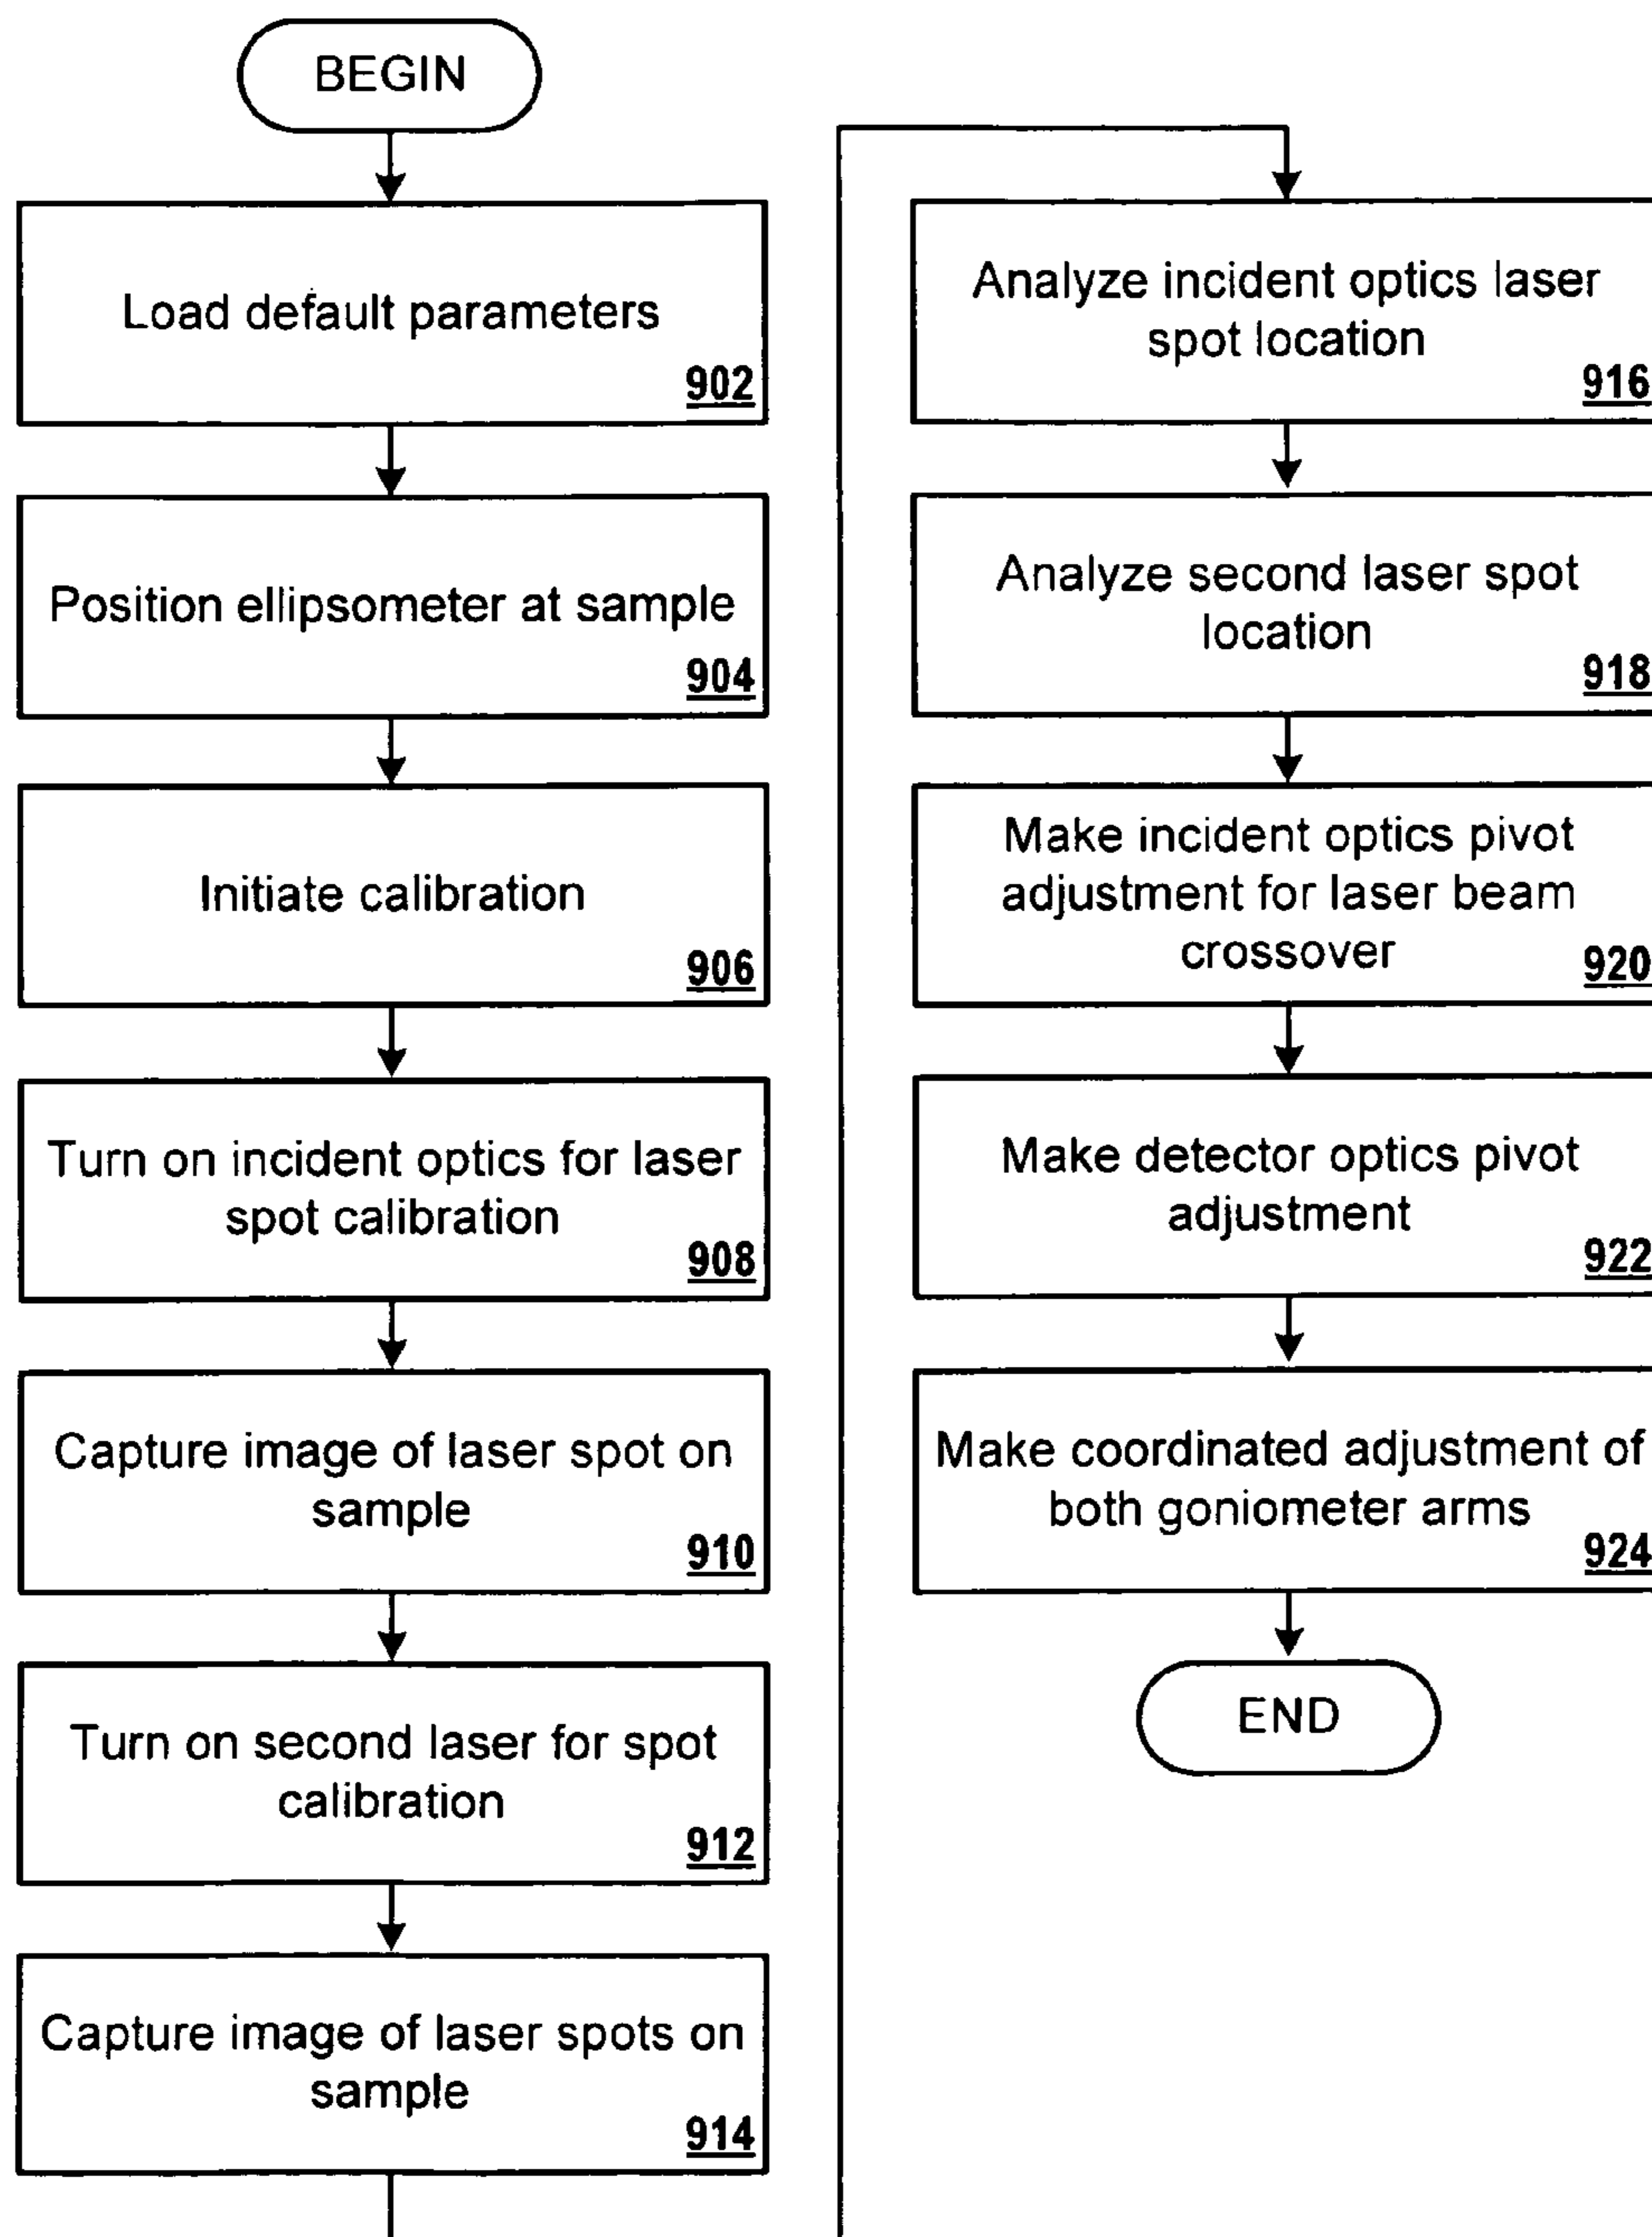 BEGIN
Load default parameters
902
Position ellipsometer at sample
904
Initiate calibration
906
Turn on incident optics for laser
spot calibration
908
Capture image of laser spot on
sample
910
Turn on second laser for spot
calibration
912
Capture image of laser spots on
sample
914
Analyze incident optics laser
spot location
916
Analyze second laser spot
location
918
Make incident optics pivot
adjustment for laser beam
crossover
920
Make detector optics pivot
adjustment
922
Make coordinated adjustment of
both goniometer arms
924
END